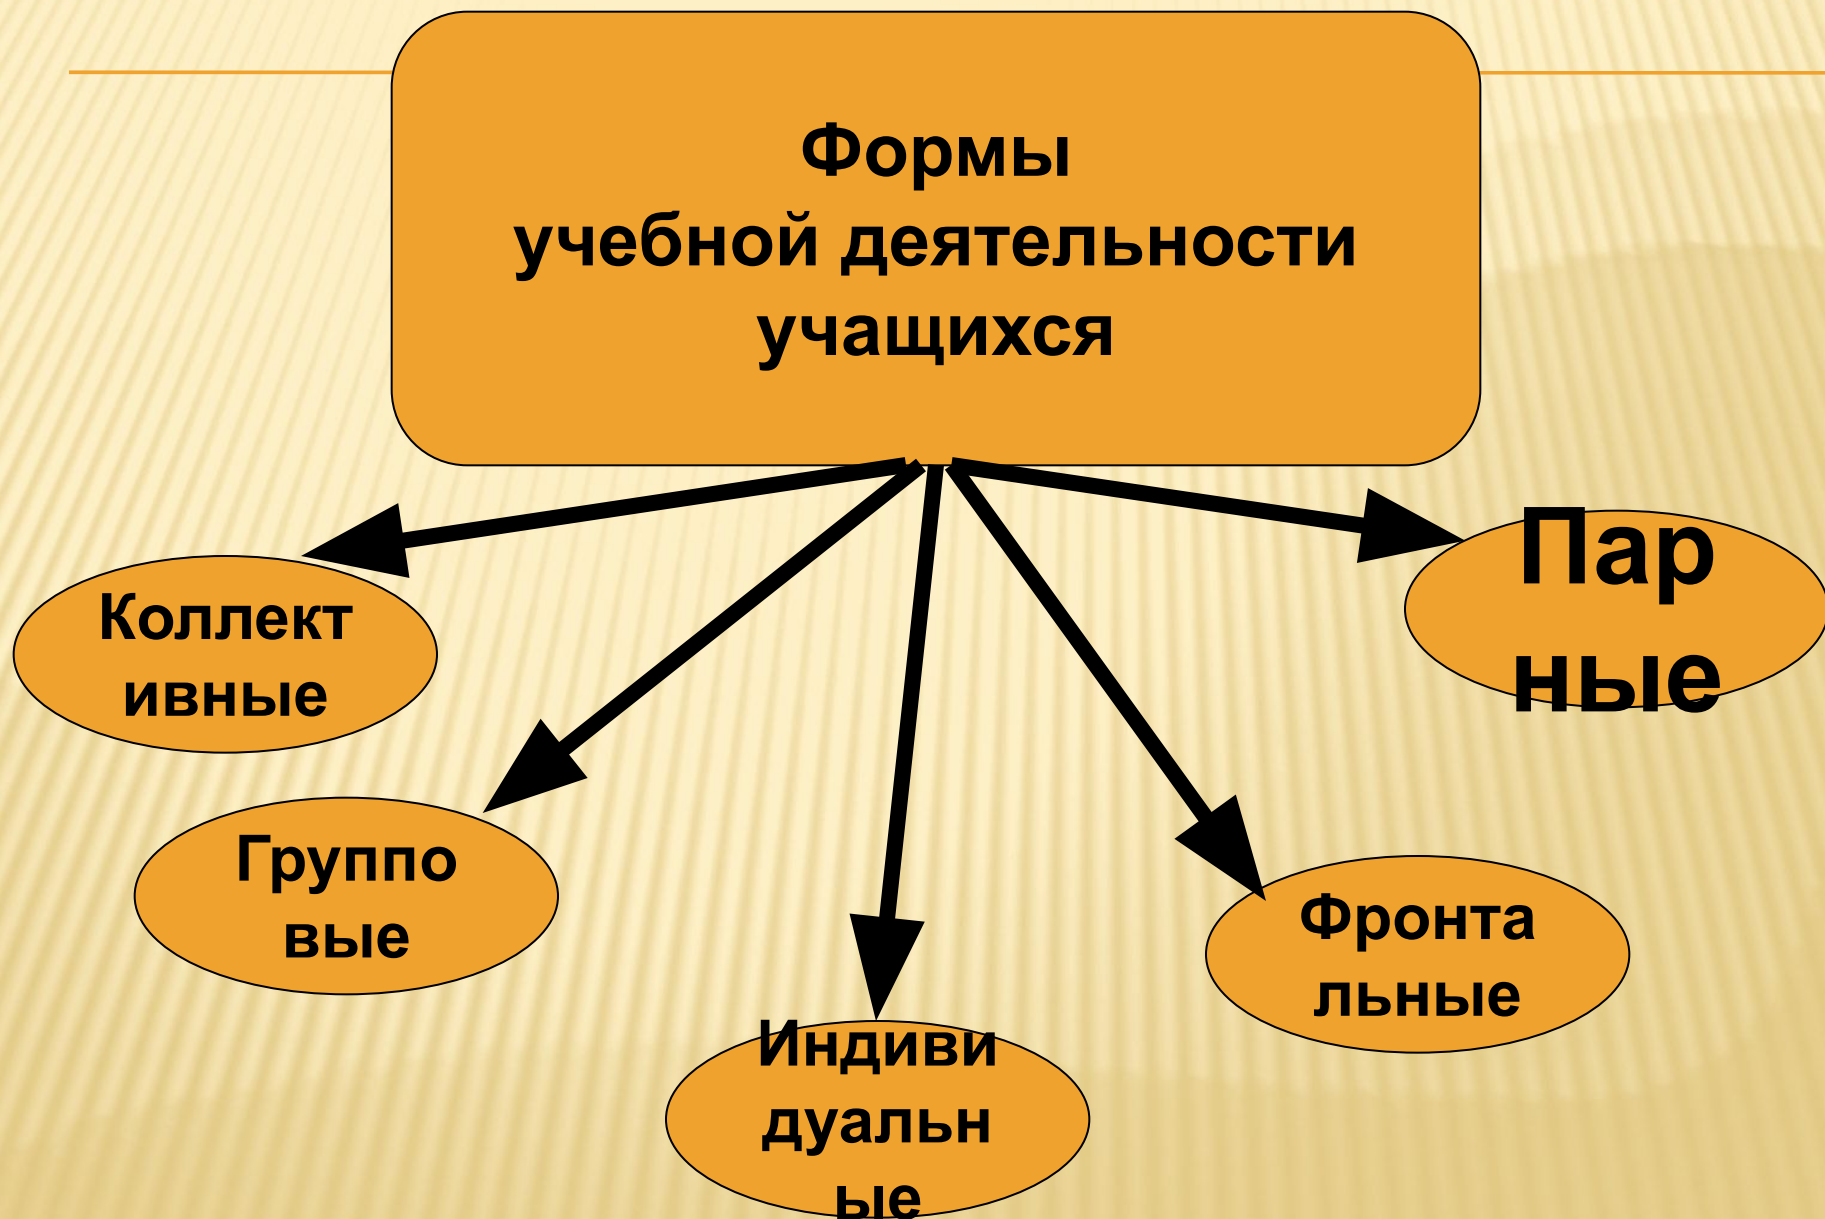 Формы
учебной деятельности
учащихся
Коллект
ивные
Группо
вые
Индиви
дуальн
ые
Фронта
льные
Пар
ные